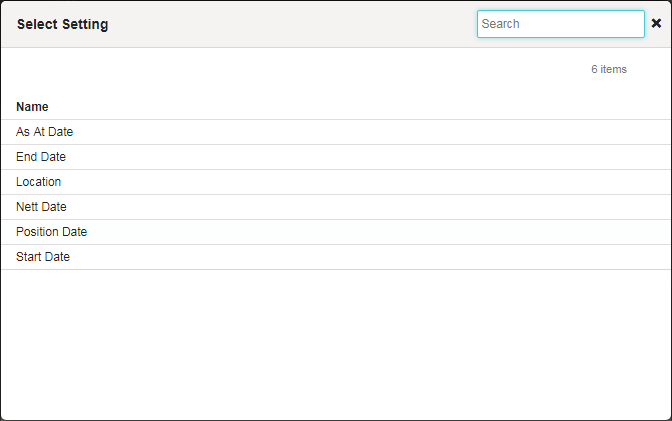 Select Setting
Search
6 items
Name
As At Date
End Date
Location
Nett Date
Position Date
Start Date